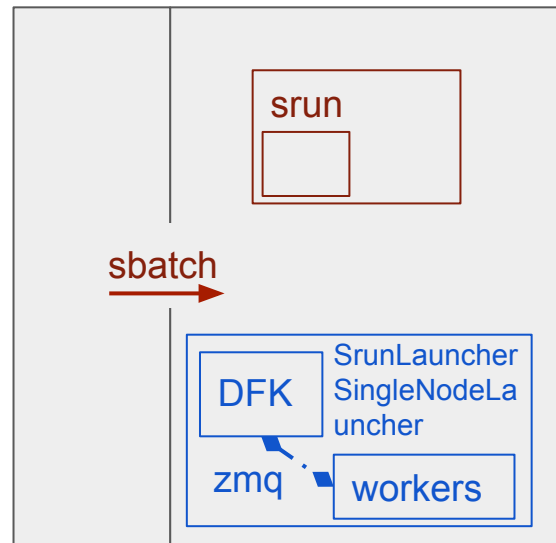 srun
sbatch
SrunLauncher
SingleNodeLa
uncher
DFK
zmq
workers